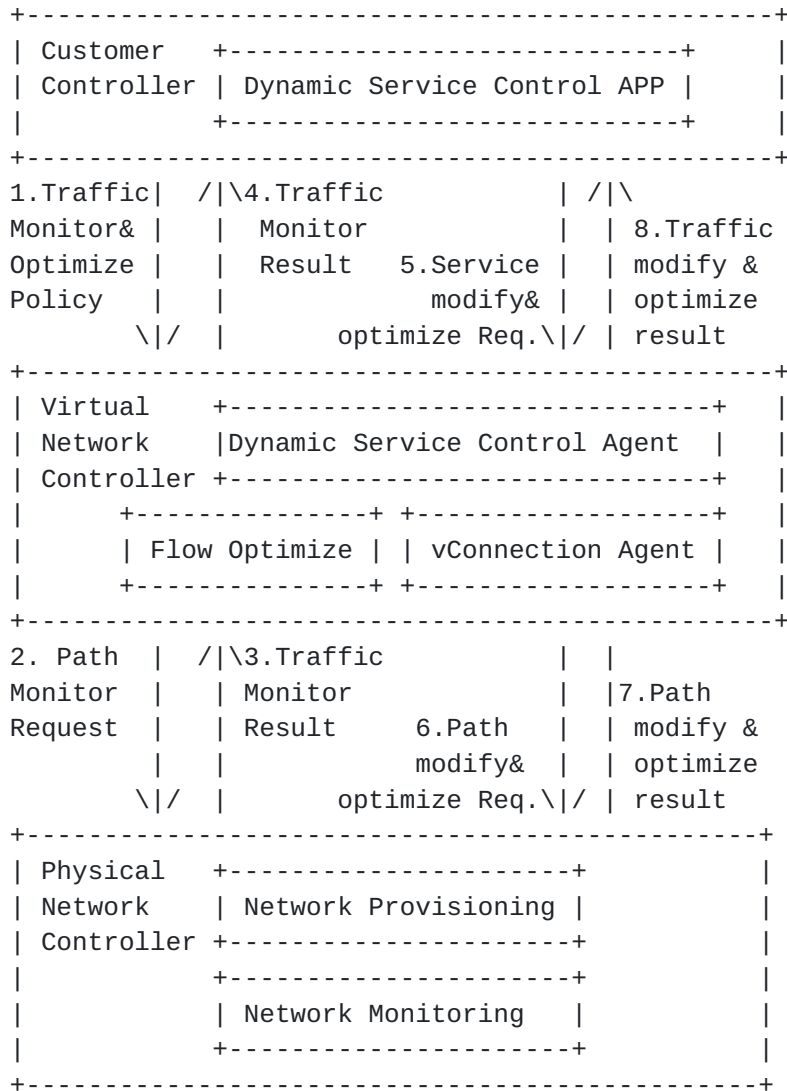 +------------------------------------------------+
| Customer   +-----------------------------+     |
| Controller | Dynamic Service Control APP |     |
|            +-----------------------------+     |
+------------------------------------------------+
1.Traffic|  /|\4.Traffic           | /|\
Monitor& |   |  Monitor            |  | 8.Traffic
Optimize |   |  Result   5.Service |  | modify &
Policy   |   |             modify& |  | optimize
        \|/  |       optimize Req.\|/ | result
+------------------------------------------------+
| Virtual    +-------------------------------+   |
| Network    |Dynamic Service Control Agent  |   |
| Controller +-------------------------------+   |
|      +---------------+ +-------------------+   |
|      | Flow Optimize | | vConnection Agent |   |
|      +---------------+ +-------------------+   |
+------------------------------------------------+
2. Path  |  /|\3.Traffic           |  |
Monitor  |   | Monitor             |  |7.Path
Request  |   | Result     6.Path   |  | modify &
         |   |            modify&  |  | optimize
        \|/  |       optimize Req.\|/ | result
+-----------------------------------------------+
| Physical   +----------------------+           |
| Network    | Network Provisioning |           |
| Controller +----------------------+           |
|            +----------------------+           |
|            | Network Monitoring   |           |
|            +----------------------+           |
+-----------------------------------------------+